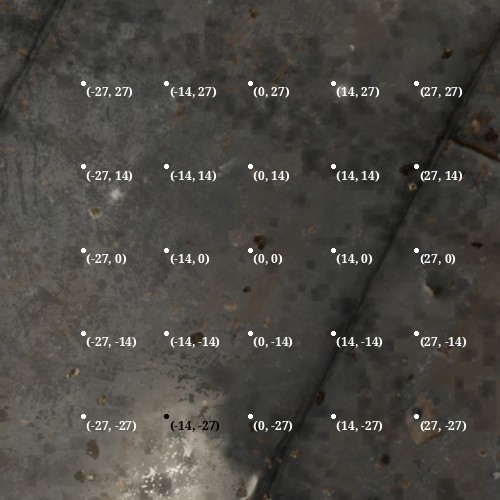 (-27, 27) (-14, 27) (0, 27) (14, 27) (27, 27)
(-27, 14) (-14, 14) (0, 14) (14, 14) (27, 14)
(-27, 0) (-14, 0) (0, 0) (14, 0) (27, 0)
(-27, -14) (-14, -14) (0, -14) (14, -14) (27, -14)
(-27, -27) (-14, -27) (0, -27) (14, -27) (27, -27)